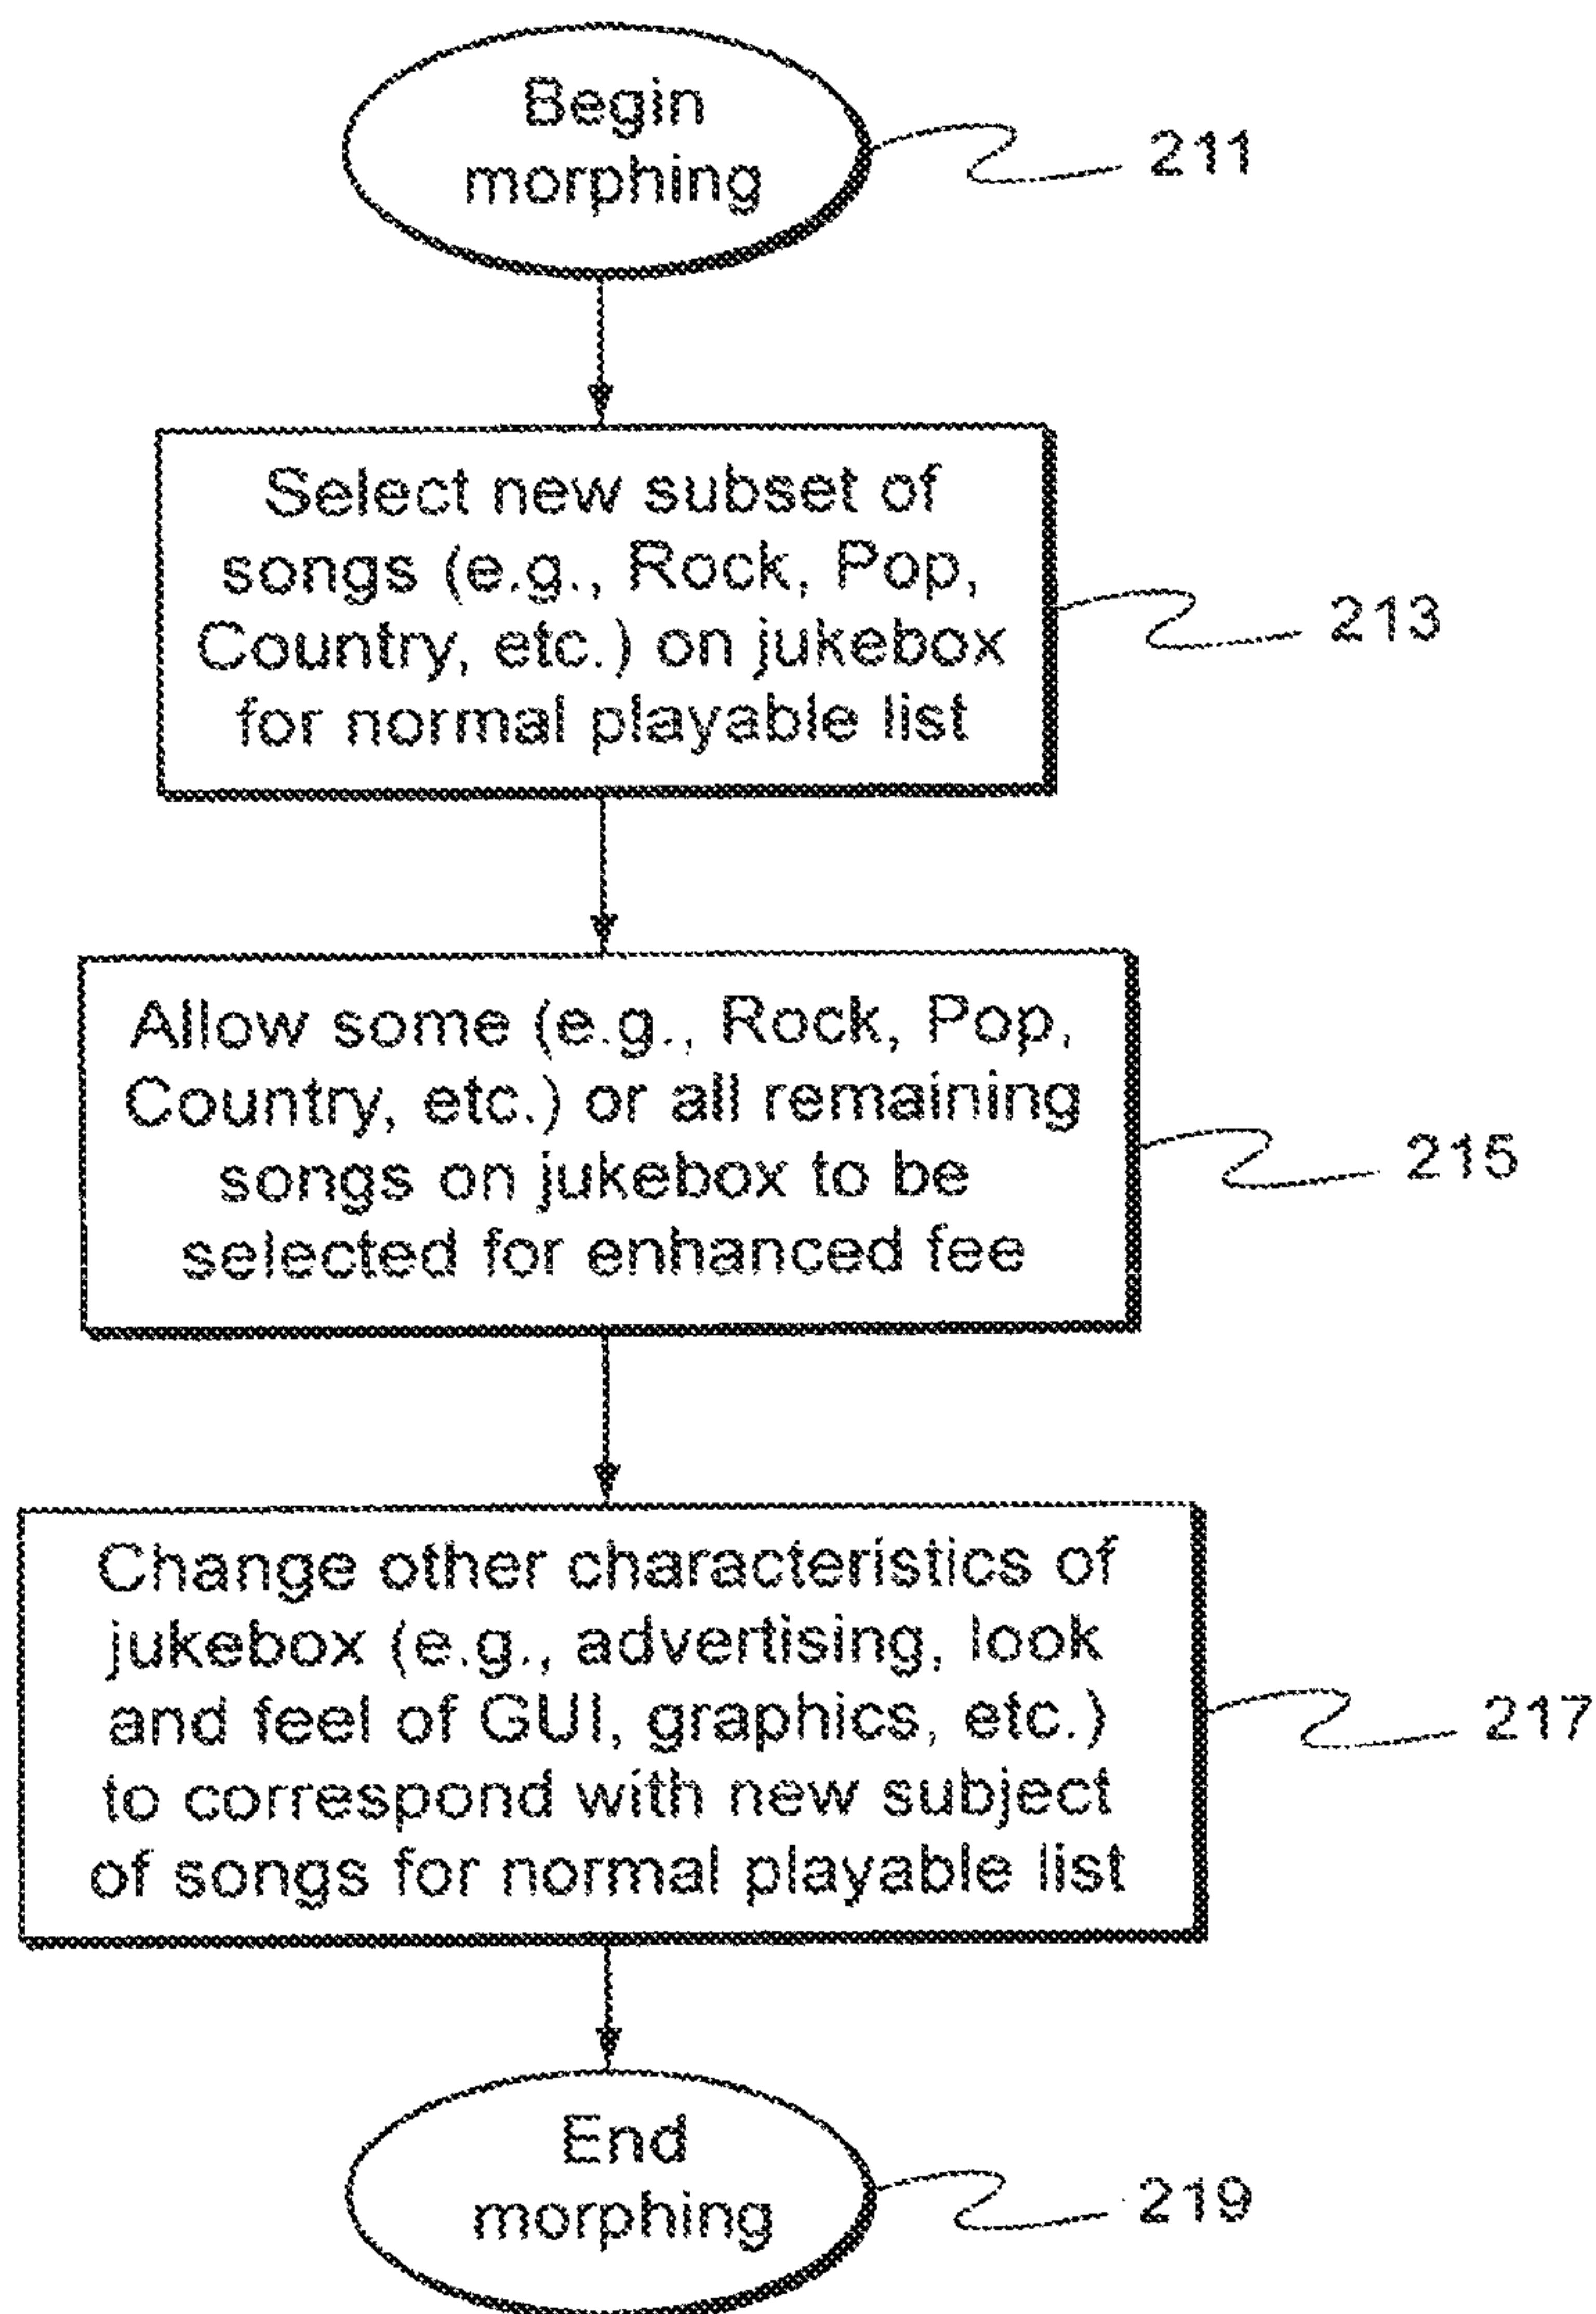 Begin
morphing
211
Select new subset of
songs (e.g., Rock, Pop,
Country, etc.) on jukebox
for normal playable list
213
Allow some (e.g., Rock, Pop,
Country, etc.) or all remaining
songs on jukebox to be
selected for enhanced fee
215
Change other characteristics of
jukebox (e.g., advertising, look
and feel of GUI, graphics, etc.)
to correspond with new subject
of songs for normal playable list
217
End
morphing
219